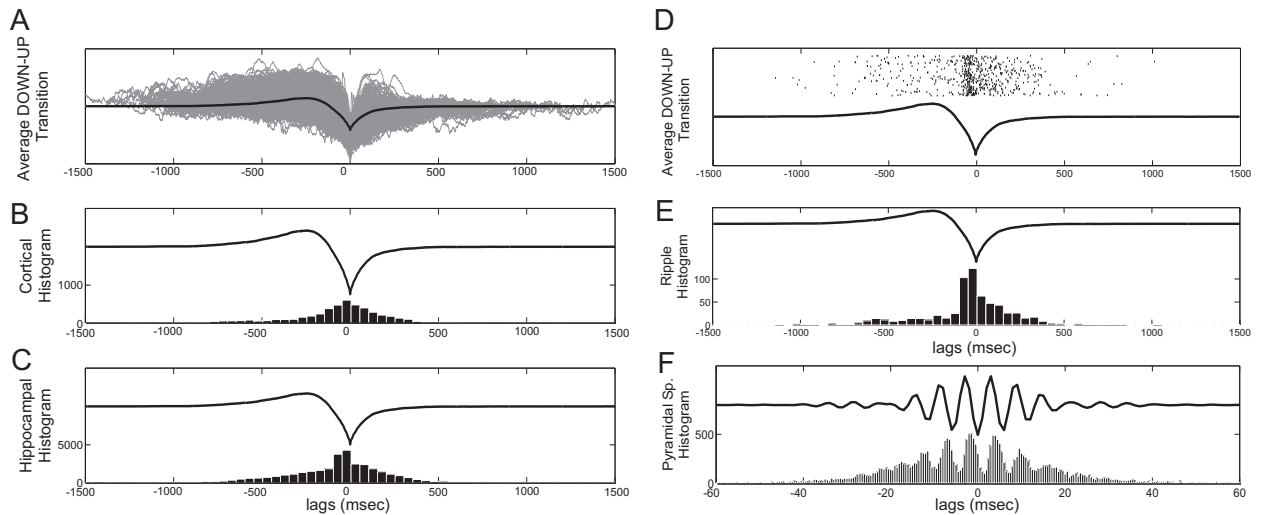 A
Average DOWN-UP
Transition
-1500 -1000 -500 0 500 1000 1500
B
Cortical
Histogram
1000
0
-1500 -1000 -500 0 500 1000 1500
C
Hippocampal
Histogram
5000
0
-1500 -1000 -500 0 500 1000 1500
lags (msec)
D
Average DOWN-UP
Transition
-1500 -1000 -500 0 500 1000 1500
E
Ripple
Histogram
100
50
0
-1500 -1000 -500 0 500 1000 1500
lags (msec)
F
Pyramidal Sp.
Histogram
500
0
-60 -40 -20 0 20 40 60
lags (msec)